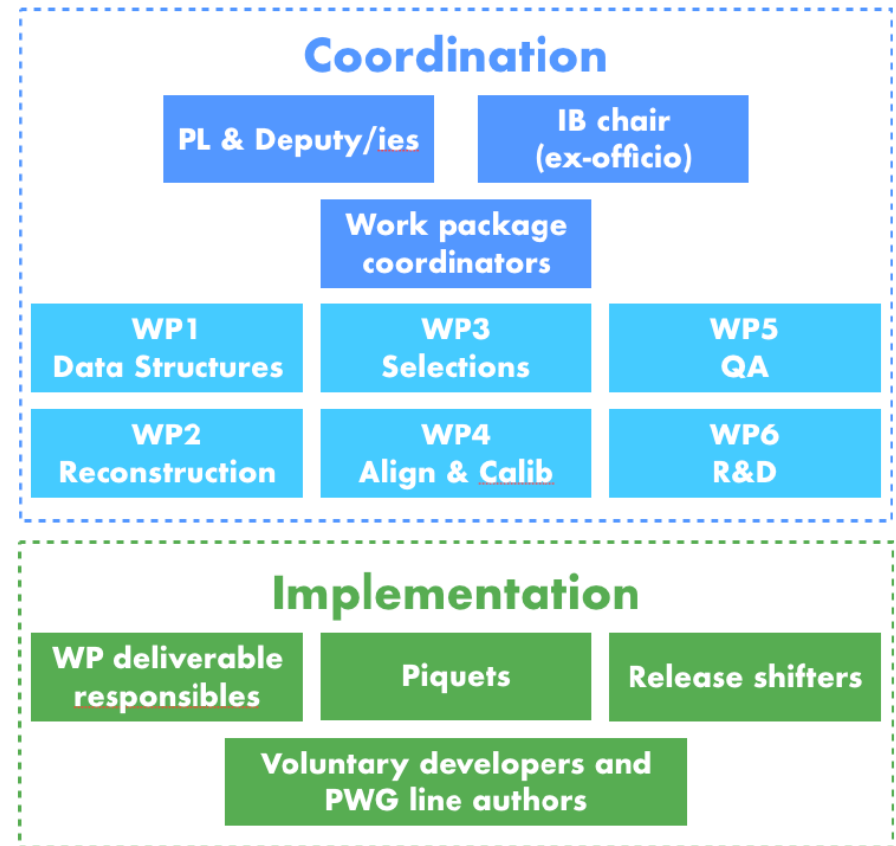 Coordination
PL & Deputy/ies
IB chair
(ex-officio)
Work package
coordinators
WP1
Data Structures
WP3
Selections
WP5
QA
WP2
Reconstruction
WP4
Align & Calib
WP6
R&D
Implementation
WP deliverable
responsibles
Piquets
Release shifters
Voluntary developers and
PWG line authors